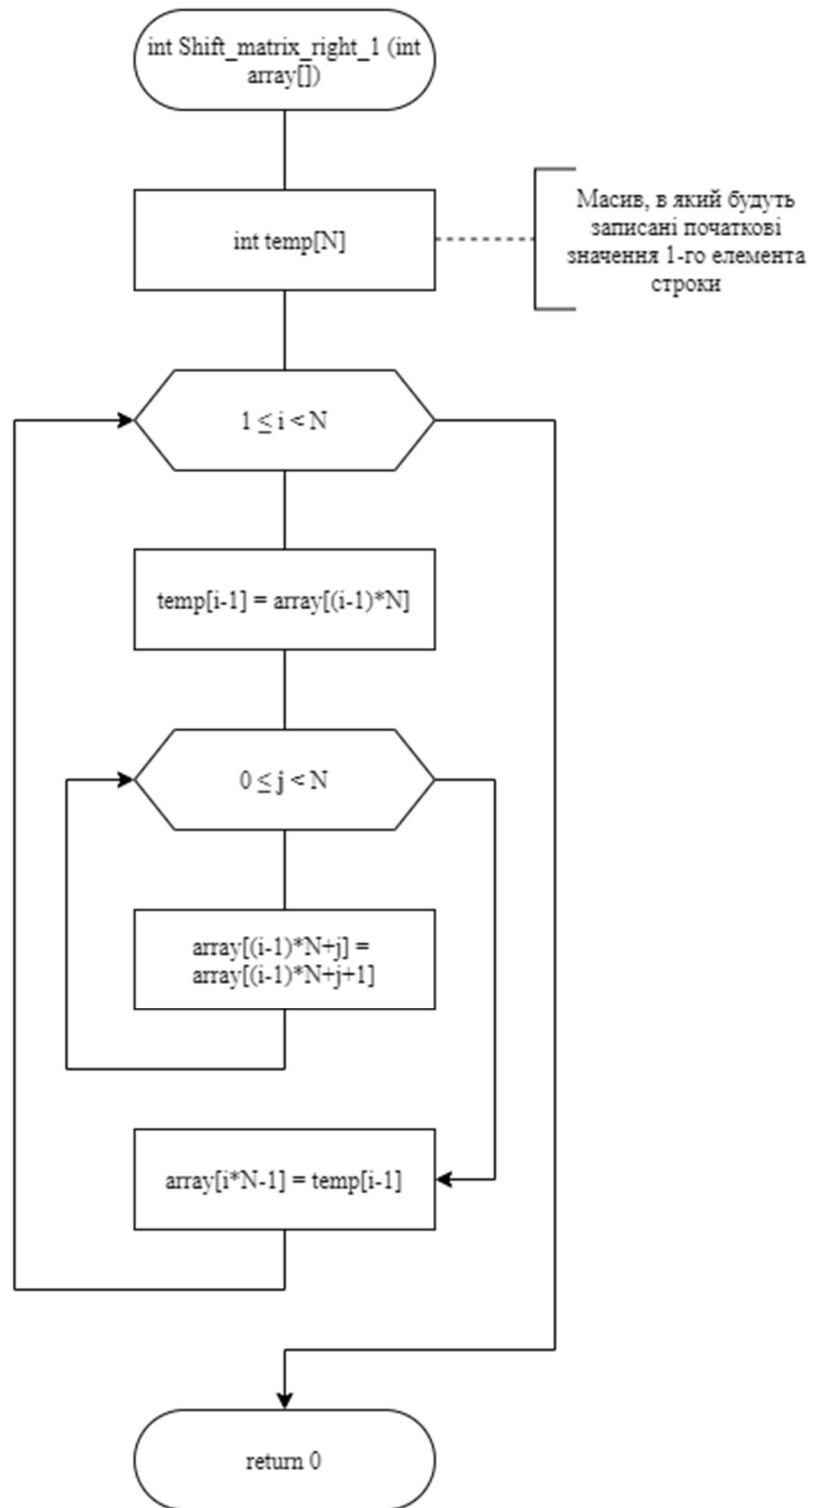 int Shift_matrix_right_1 (int
array[])
int temp[N]
Масив, в який будуть
записані початкові
значення 1-го елемента
строки
1 ≤ i < N
temp[i-1] = array[(i-1)*N]
0 ≤ j < N
array[(i-1)*N+j] =
array[(i-1)*N+j+1]
array[i*N-1] = temp[i-1]
return 0